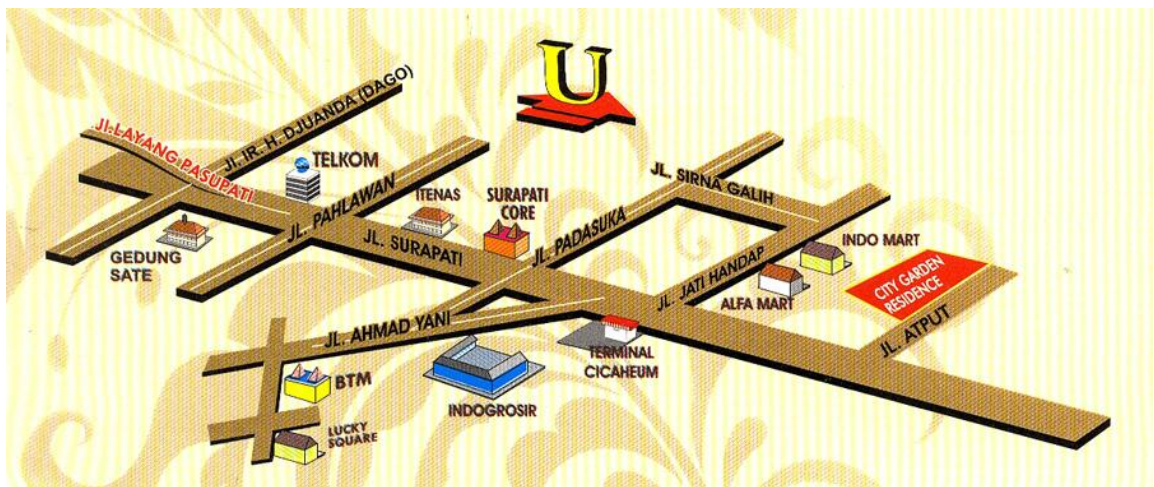 U
Jl. IR. H. DJUANDA (DAGO)
Jl.LAYANG PASUPATI
TELKOM
JL. PAHLAWAN
ITENAS
SURAPATI
CORE
JL. SIRNA GALIH
GEDUNG
SATE
JL. SURAPATI
JL. PADASUKA
INDO MART
JL. JATI HANDAP
ALFA MART
CITY GARDEN
RESIDENCE
JL. ATPUT
JL. AHMAD YANI
TERMINAL
CICAHEUM
BTM
INDOGROSIR
LUCKY
SQUARE